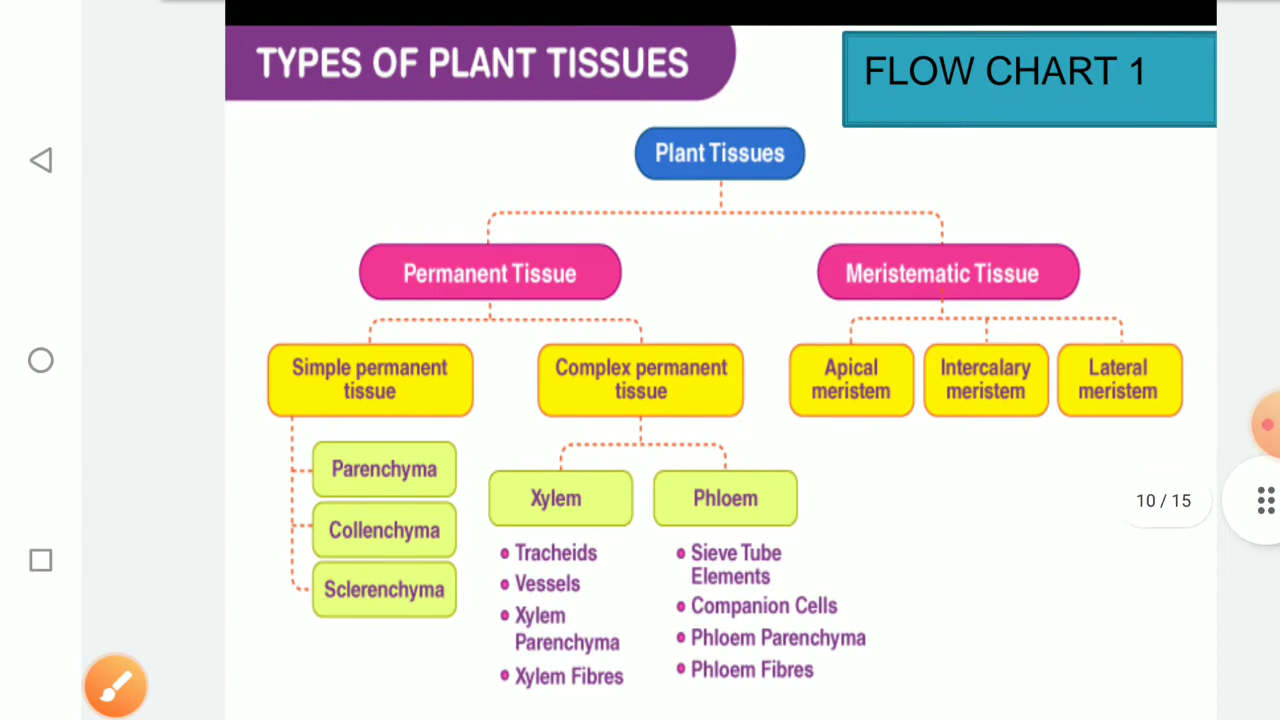 TYPES OF PLANT TISSUES
FLOW CHART 1
Plant Tissues
Permanent Tissue
Meristematic Tissue
Simple permanent
tissue
Complex permanent
tissue
Apical
meristem
Intercalary
meristem
Lateral
meristem
Parenchyma
Collenchyma
Sclerenchyma
Xylem
Tracheids
Vessels
Xylem
Parenchyma
Xylem Fibres
Phloem
Sieve Tube
Elements
Companion Cells
Phloem Parenchyma
Phloem Fibres
10 / 15